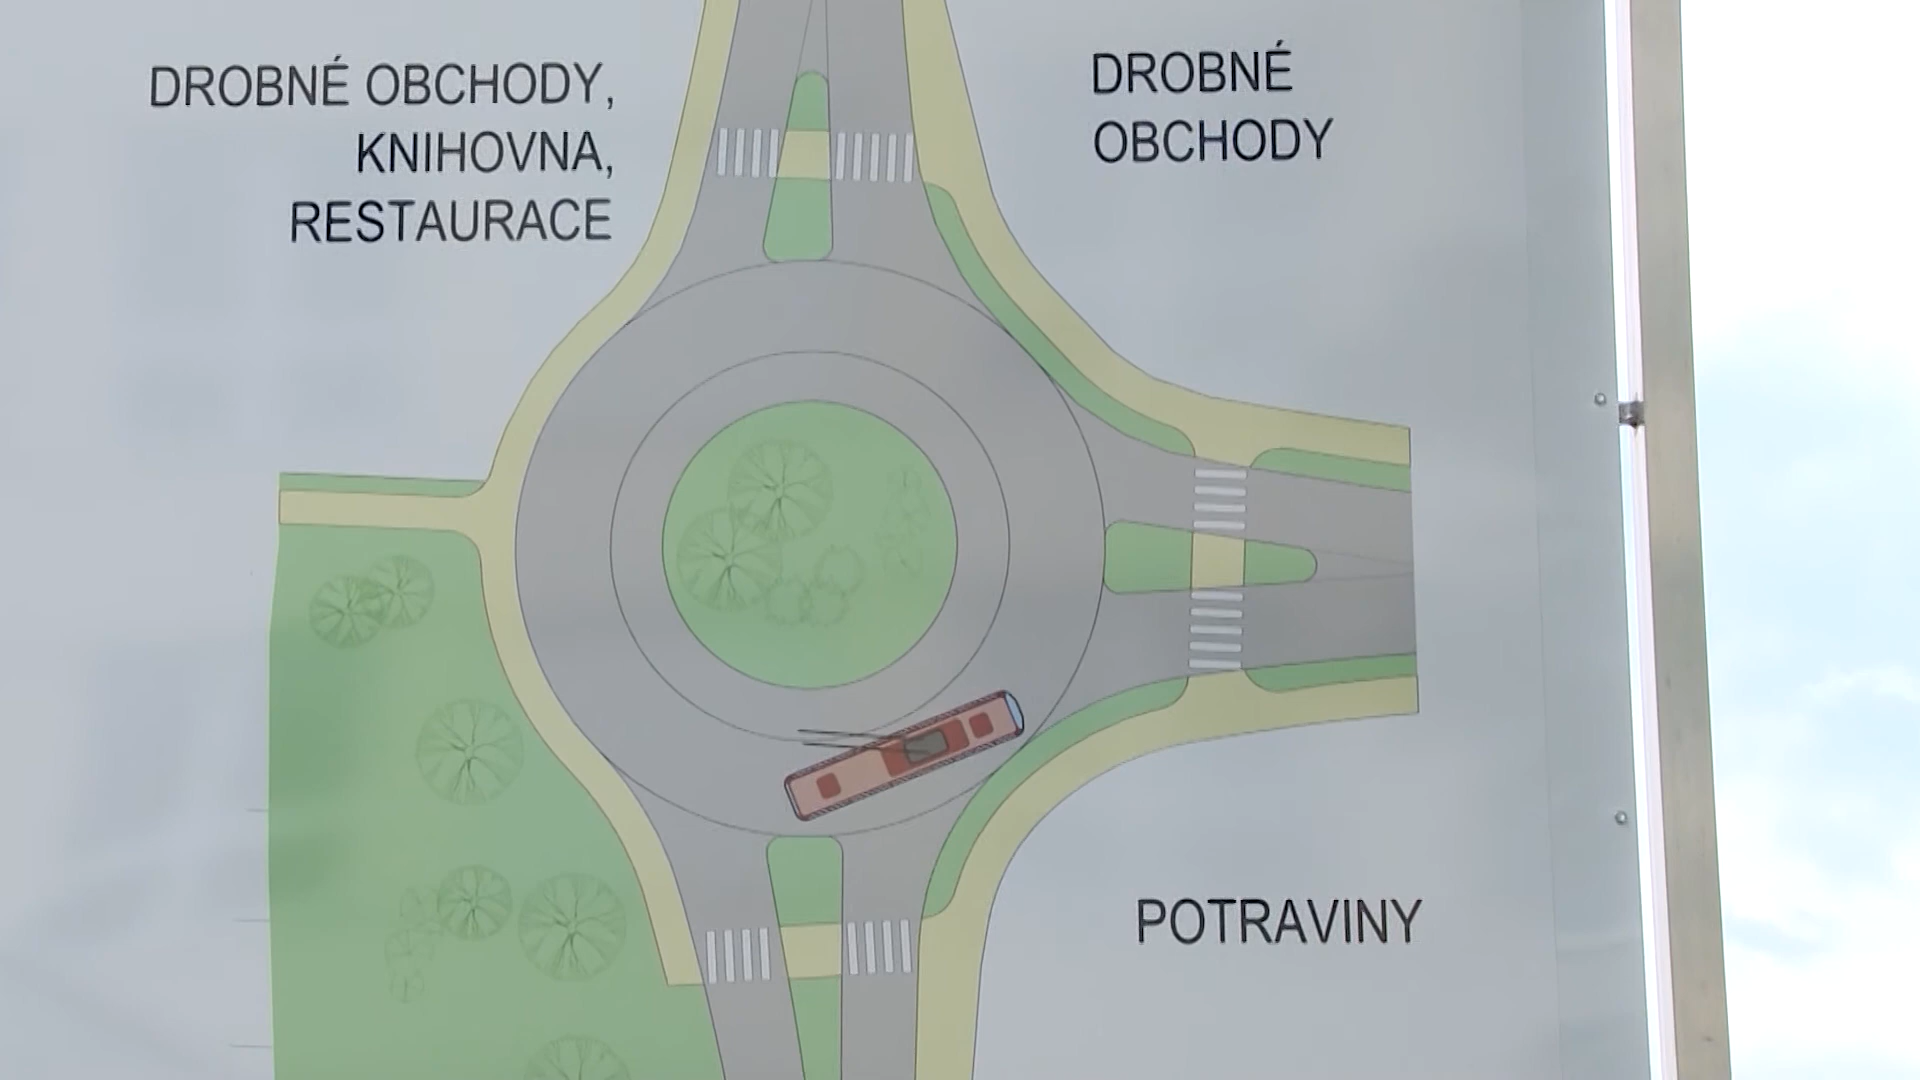 DROBNÉ OBCHODY,
KNIHOVNA,
RESTAURACE
DROBNÉ
OBCHODY
POTRAVINY